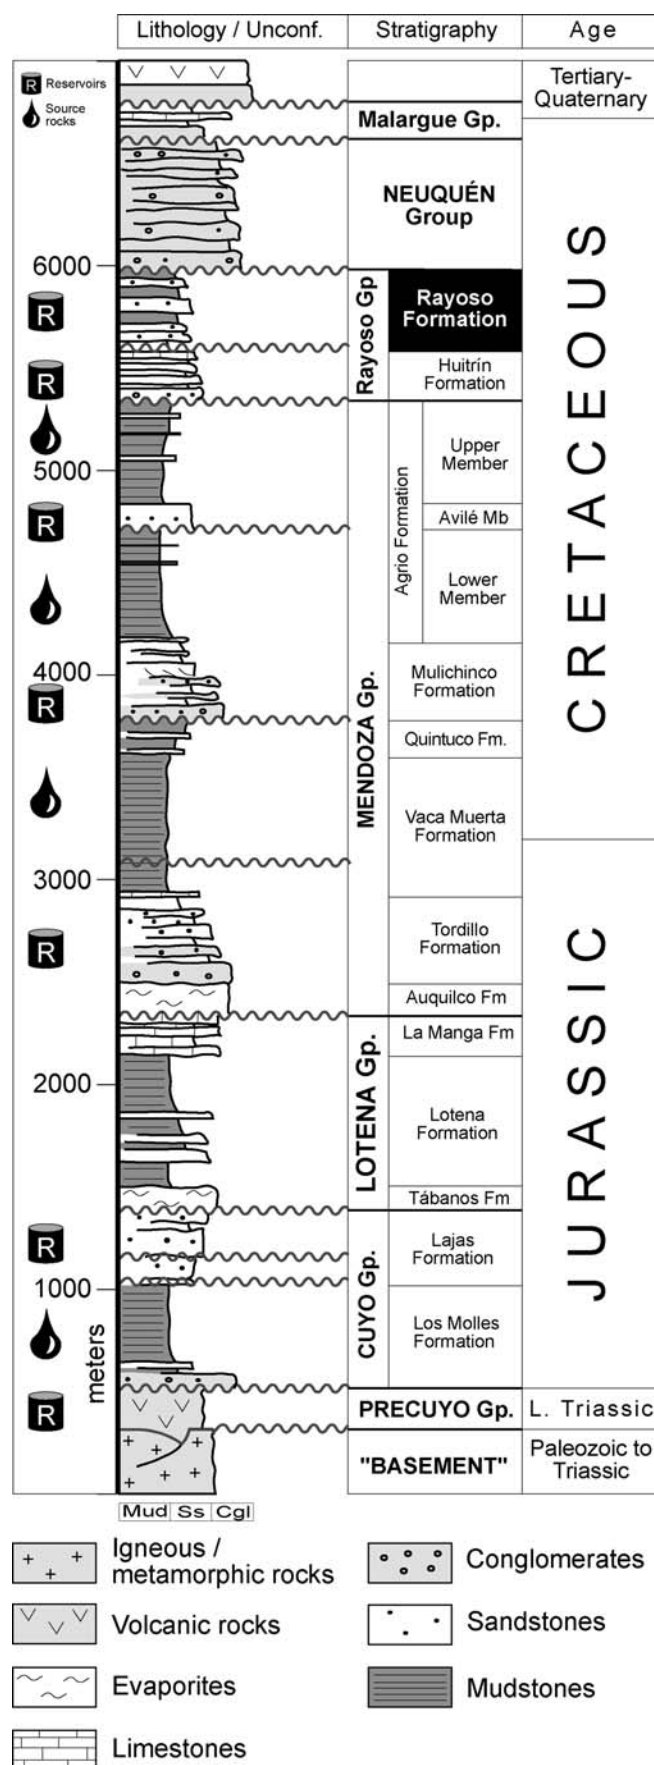 Lithology / Unconf.
Stratigraphy
Age
R Reservoirs
Source
rocks
Tertiary-
Quaternary
Malargue Gp.
NEUQUÉN
Group
6000
R
Rayoso Gp
Rayoso
Formation
R
Huitrín
Formation
CRETACEOUS
5000
Agrio Formation
Upper
Member
R
Avilé Mb
Lower
Member
4000
MENDOZA Gp.
Mulichinco
Formation
R
Quintuco Fm.
Vaca Muerta
Formation
3000
R
Tordillo
Formation
Auquilco Fm
JURASSIC
LOTENA Gp.
La Manga Fm
2000
Lotena
Formation
Tábanos Fm
R
CUYO Gp.
Lajas
Formation
1000
Los Molles
Formation
meters
R
PRECUYO Gp.
L. Triassic
"BASEMENT"
Paleozoic to
Triassic
Mud Ss Cgl
Igneous /
metamorphic rocks
Conglomerates
Volcanic rocks
Sandstones
Evaporites
Mudstones
Limestones